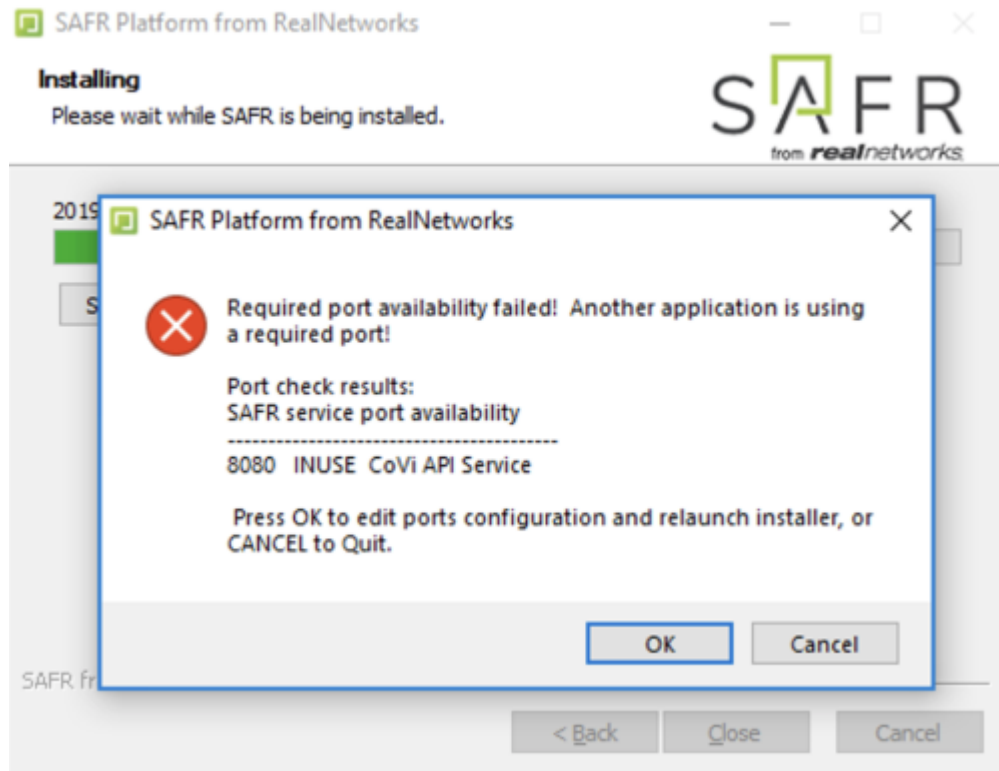 SAFR Platform from RealNetworks
Installing
Please wait while SAFR is being installed.
SAFR
from realnetworks
2019
SAFR Platform from RealNetworks
Required port availability failed! Another application is using
a required port!
Port check results:
SAFR service port availability
-----------------------------------------
8080 INUSE CoVi API Service
Press OK to edit ports configuration and relaunch installer, or
CANCEL to Quit.
OK
Cancel
S
SAFR fr
< Back
Close
Cancel